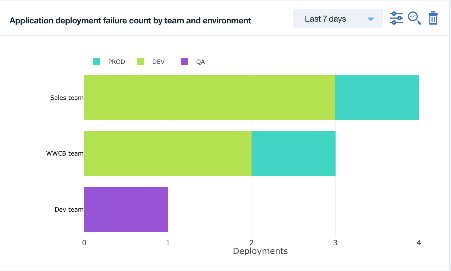 Application deployment failure count by team and environment
Last 7 days
PROD DEV QA
Sales team
WWCB team
Dev team
0 1 2 3 4
Deployments